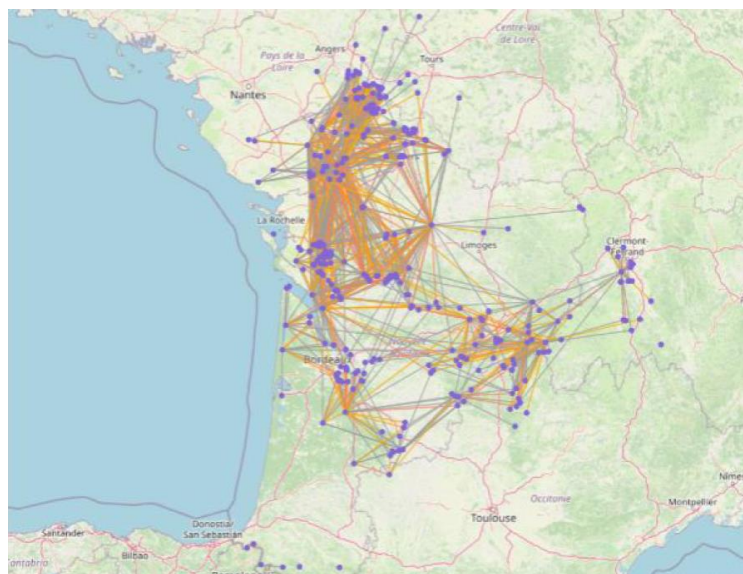 Centre-Val
de Loire
Angers
Pays de la
Loire
Tours
Nantes
La Rochelle
Limoges
Clermont-
Ferrand
Bordeaux
Occitanie
Nîmes
Montpellier
Toulouse
Donostia/
San Sebastián
Santander
Bilbao
Cantabria